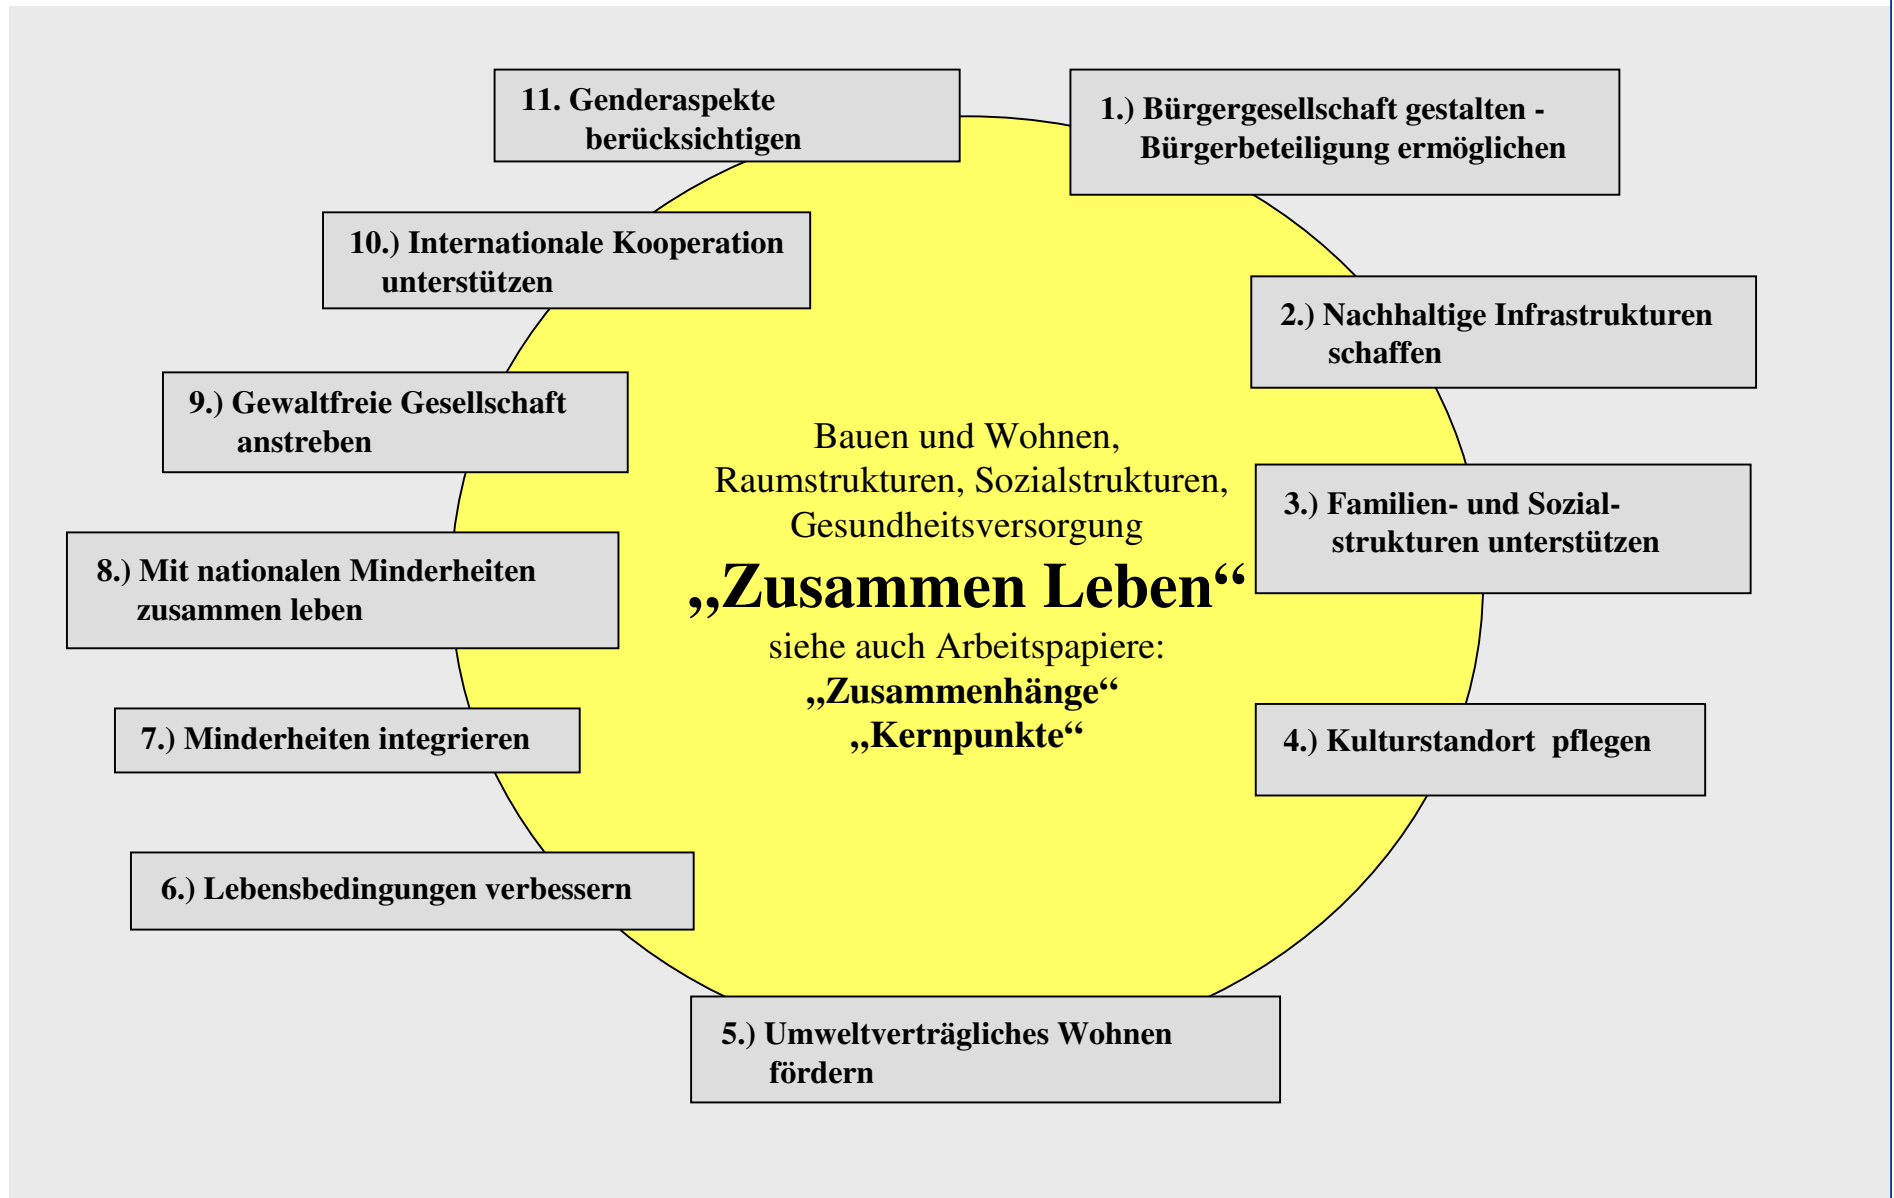 11. Genderaspekte
berücksichtigen
1.) Bürgergesellschaft gestalten -
Bürgerbeteiligung ermöglichen
10.) Internationale Kooperation
unterstützen
2.) Nachhaltige Infrastrukturen
schaffen
9.) Gewaltfreie Gesellschaft
anstreben
Bauen und Wohnen,
Raumstrukturen, Sozialstrukturen,
Gesundheitsversorgung
„Zusammen Leben“
siehe auch Arbeitspapiere:
„Zusammenhänge“
„Kernpunkte“
3.) Familien- und Sozial-
strukturen unterstützen
8.) Mit nationalen Minderheiten
zusammen leben
7.) Minderheiten integrieren
4.) Kulturstandort  pflegen
6.) Lebensbedingungen verbessern
5.) Umweltverträgliches Wohnen
fördern